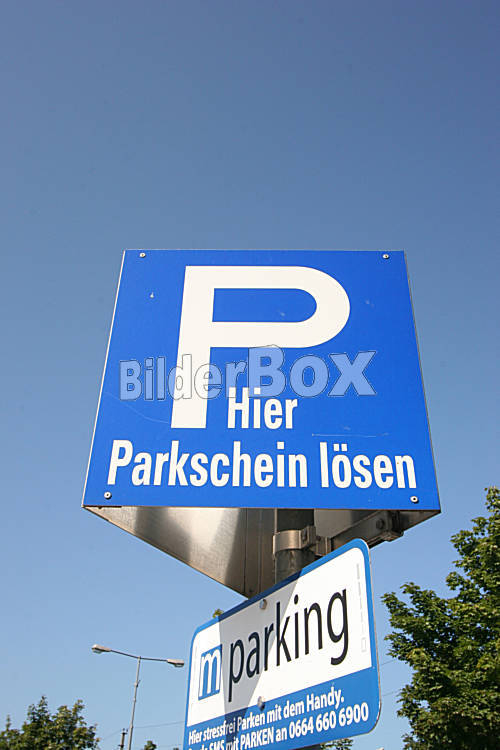 P
BilderBox
Hier
Parkschein lösen
m parking
Hier stressfrei Parken mit dem Handy.
SMS mit PARKEN an 0664 660 6900